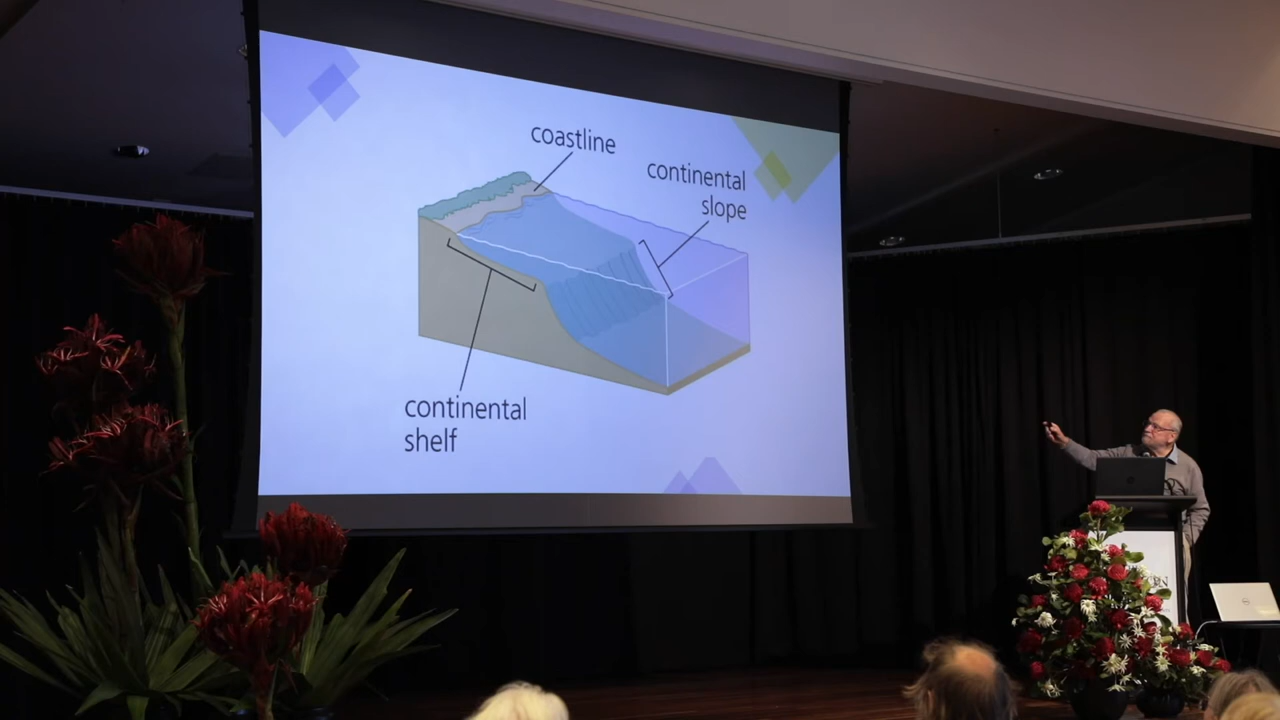 coastline
continental
slope
continental
shelf